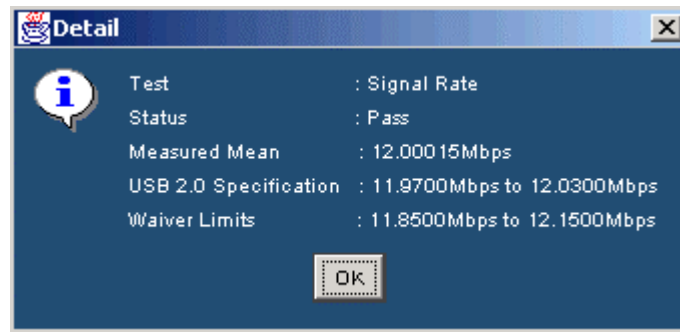 Detail
Test : Signal Rate
Status : Pass
Measured Mean : 12.00015Mbps
USB 2.0 Specification : 11.9700Mbps to 12.0300Mbps
Waiver Limits : 11.8500Mbps to 12.1500Mbps
OK